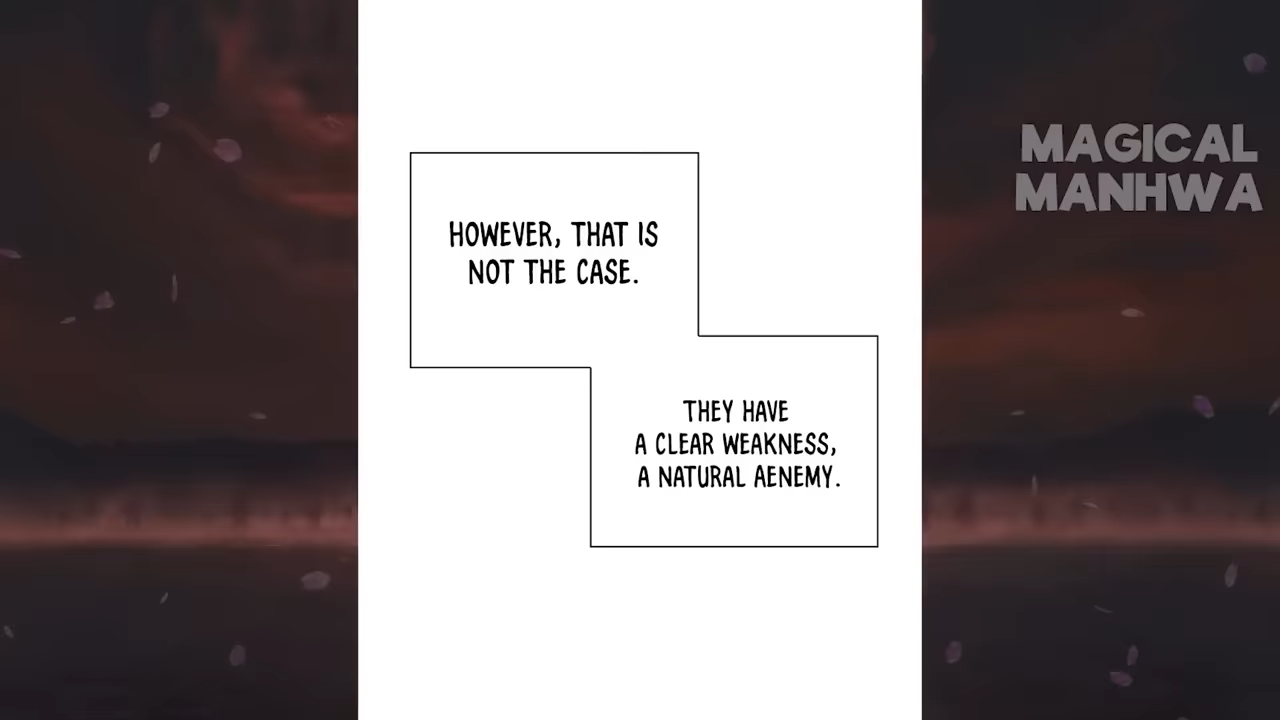 HOWEVER, THAT IS
NOT THE CASE.
THEY HAVE
A CLEAR WEAKNESS,
A NATURAL AENEMY.
MAGICAL
MANHWA